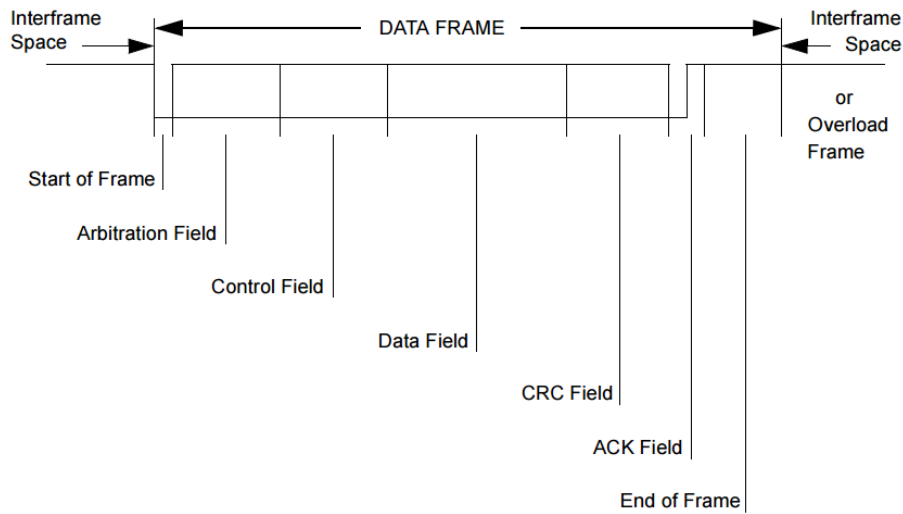 Interframe
Space
DATA FRAME
Interframe
Space
or
Overload
Frame
Start of Frame
Arbitration Field
Control Field
Data Field
CRC Field
ACK Field
End of Frame